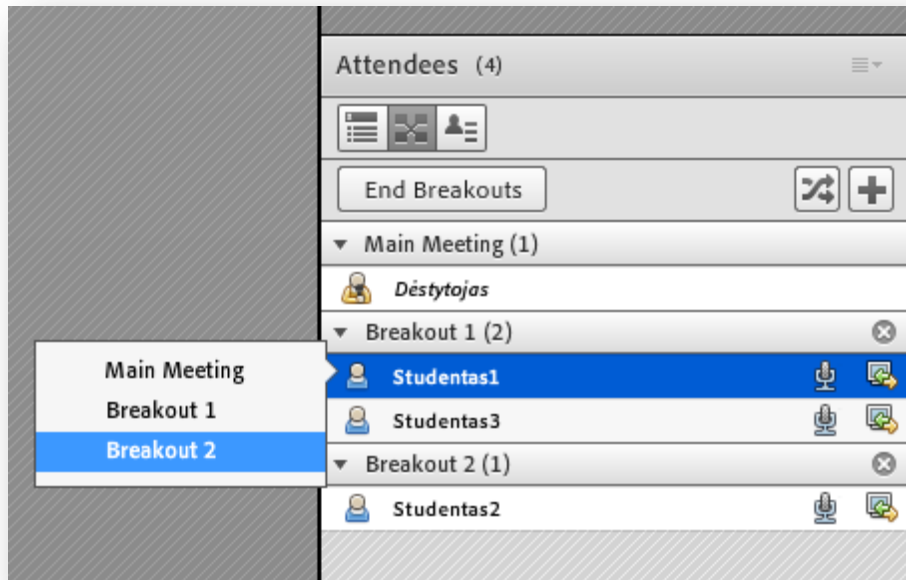 Attendees (4)
End Breakouts
Main Meeting (1)
Dėstytojas
Breakout 1 (2)
Studentas1
Studentas3
Breakout 2 (1)
Studentas2
Main Meeting
Breakout 1
Breakout 2